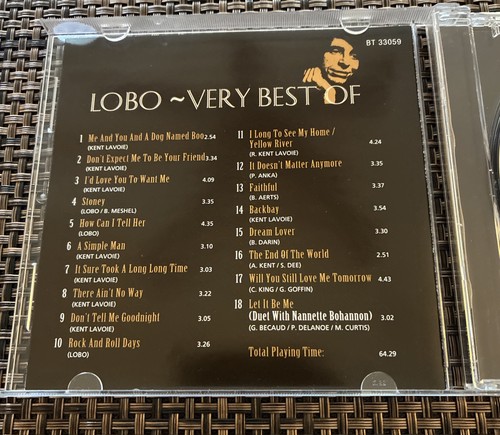 BT 33059
LOBO ~VERY BEST OF
1 Me And You And A Dog Named Boo 2.54
(KENT LAVOIE)
2 Don't Expect Me To Be Your Friend 3.34
(KENT LAVOIE)
3 I'd Love You To Want Me 4.09
(KENT LAVOIE)
4 Stoney 3.35
(LOBO / B. MESHEL)
5 How Can I Tell Her 4.35
(LOBO)
6 A Simple Man 3.10
(KENT LAVOIE)
7 It Sure Took A Long Long Time 3.03
(KENT LAVOIE)
8 There Ain't No Way 3.22
(KENT LAVOIE)
9 Don't Tell Me Goodnight 3.05
(KENT LAVOIE)
10 Rock And Roll Days 3.26
(LOBO)
11 I Long To See My Home /
Yellow River 4.24
(R. KENT LAVOIE)
12 It Doesn't Matter Anymore 3.35
(P. ANKA)
13 Faithful 3.37
(B. AERTS)
14 Backbay 3.54
(KENT LAVOIE)
15 Dream Lover 3.30
(B. DARIN)
16 The End Of The World 2.51
(A. KENT / S. DEE)
17 Will You Still Love Me Tomorrow 4.43
(C. KING / G. GOFFIN)
18 Let It Be Me
(Duet With Nannette Bohannon) 3.02
(G. BECAUD / P. DELANOE / M. CURTIS)
Total Playing Time: 64.29